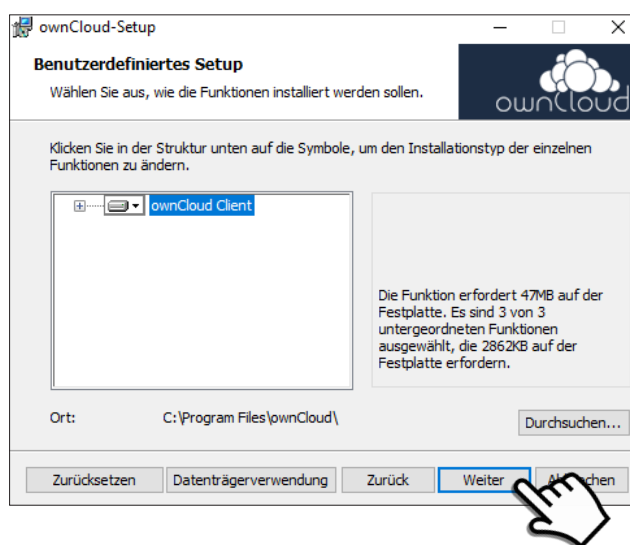 ownCloud-Setup
Benutzerdefiniertes Setup
Wählen Sie aus, wie die Funktionen installiert werden sollen.
ownCloud
Klicken Sie in der Struktur unten auf die Symbole, um den Installationstyp der einzelnen
Funktionen zu ändern.
ownCloud Client
Die Funktion erfordert 47MB auf der
Festplatte. Es sind 3 von 3
untergeordneten Funktionen
ausgewählt, die 2862KB auf der
Festplatte erfordern.
Ort: C:\Program Files\ownCloud\
Durchsuchen...
Zurücksetzen Datenträgerverwendung Zurück Weiter